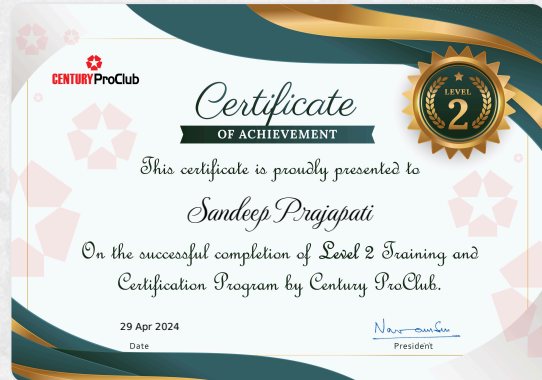 CENTURY ProClub
Certificate
OF ACHIEVEMENT
LEVEL
2
This certificate is proudly presented to
Sandeep Prajapati
On the successful completion of Level 2 Training and
Certification Program by Century ProClub.
29 Apr 2024
Date
President